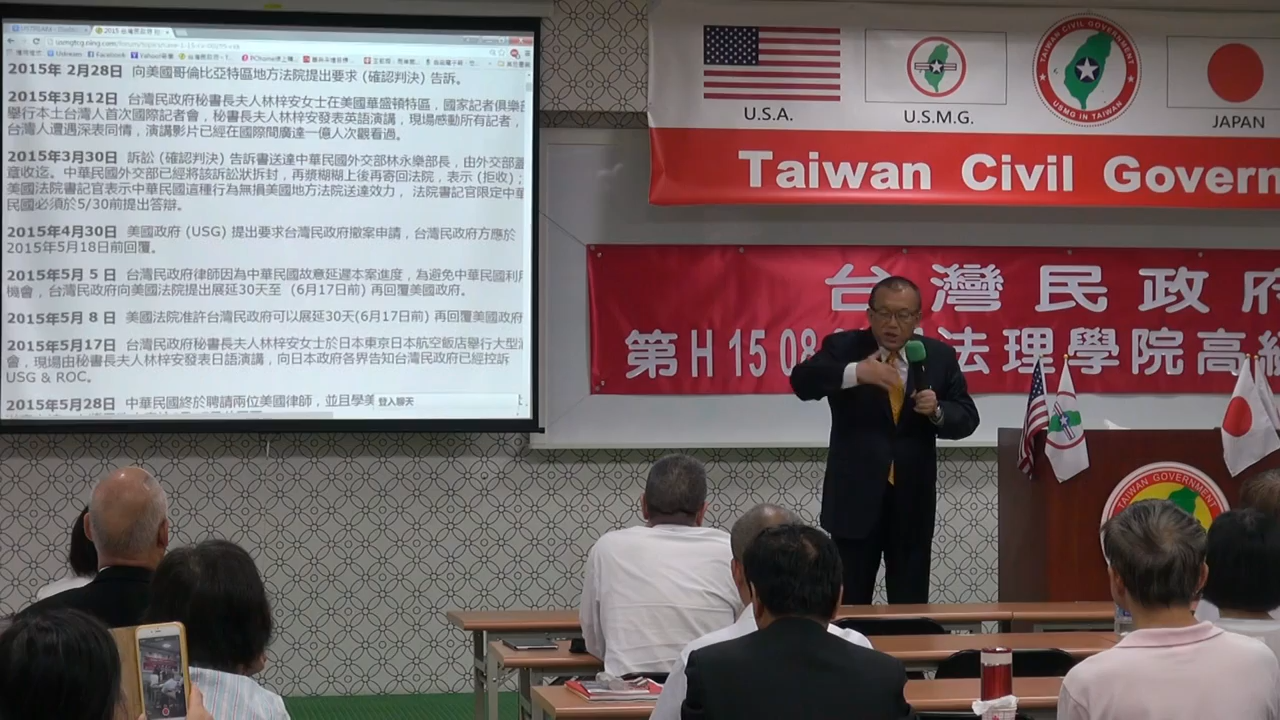 2015年 2月28日 向美國哥倫比亞特區地方法院提出要求 (確認判決) 告訴。
2015年3月12日 台灣民政府秘書長夫人林梓安女士在美國華盛頓特區，國家記者俱樂部
舉行本土台灣人首次國際記者會，秘書長夫人林梓安發表英語演講，現場感動所有記者，
台灣人遭遇深表同情，演講影片已經在國際間廣達一億人次觀看過。
2015年3月30日 訴訟 (確認判決) 告訴書送達中華民國外交部林永樂部長，由外交部蓋
章收迄。中華民國外交部已經將該訴訟狀拆封，再漿糊糊上後再寄回法院，表示 (拒收)；
美國法院書記官表示中華民國這種行為無損美國地方法院送達效力， 法院書記官限定中華
民國必須於5/30前提出答辯。
2015年4月30日 美國政府 (USG) 提出要求台灣民政府撤案申請，台灣民政府方應於
2015年5月18日前回覆。
2015年5月 5 日 台灣民政府律師因為中華民國故意延遲本案進度，為避免中華民國利用
機會，台灣民政府向美國法院提出展延30天至 (6月17日前) 再回覆美國政府。
2015年5月 8 日 美國法院准許台灣民政府可以展延30天(6月17日前) 再回覆美國政府
2015年5月17日 台灣民政府秘書長夫人林梓安女士於日本東京日本航空飯店舉行大型演
會，現場由秘書長夫人林梓安發表日語演講，向日本政府各界告知台灣民政府已經控訴
USG & ROC。
2015年5月28日 中華民國終於聘請兩位美國律師，並且學美
登入聊天
U.S.A.
U.S.M.G.
TAIWAN CIVIL GOVERNMENT
USMG IN TAIWAN
JAPAN
Taiwan Civil Govern
台灣民政府
第H 15 08
法理學院高級
TAIWAN GOVERNMENT